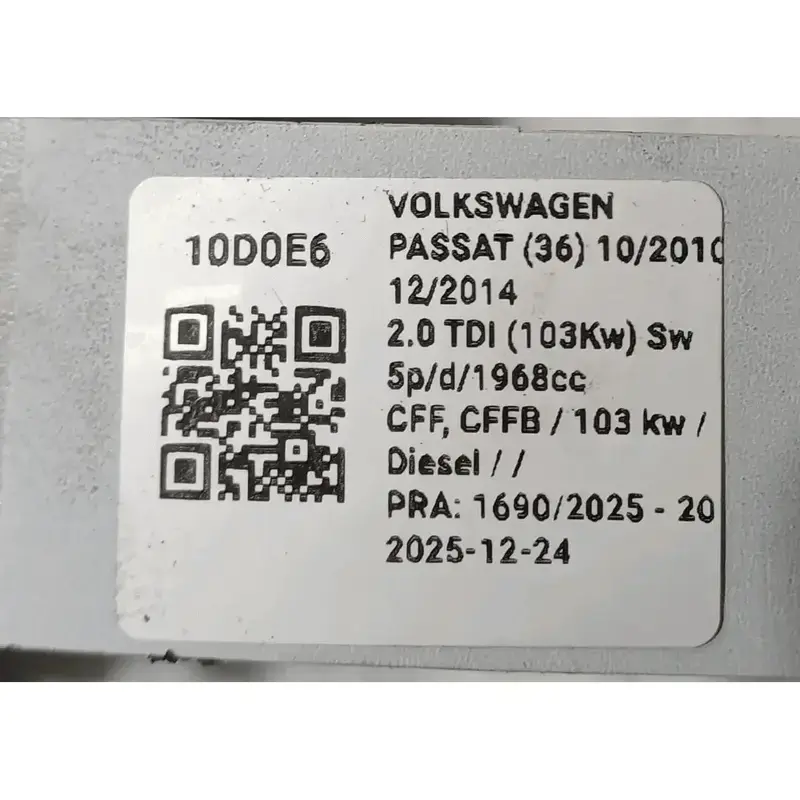 10D0E6
VOLKSWAGEN
PASSAT (36) 10/2010
12/2014
2.0 TDI (103Kw) Sw
5p/d/1968cc
CFF, CFFB / 103 kw /
Diesel / /
PRA: 1690/2025 - 20
2025-12-24